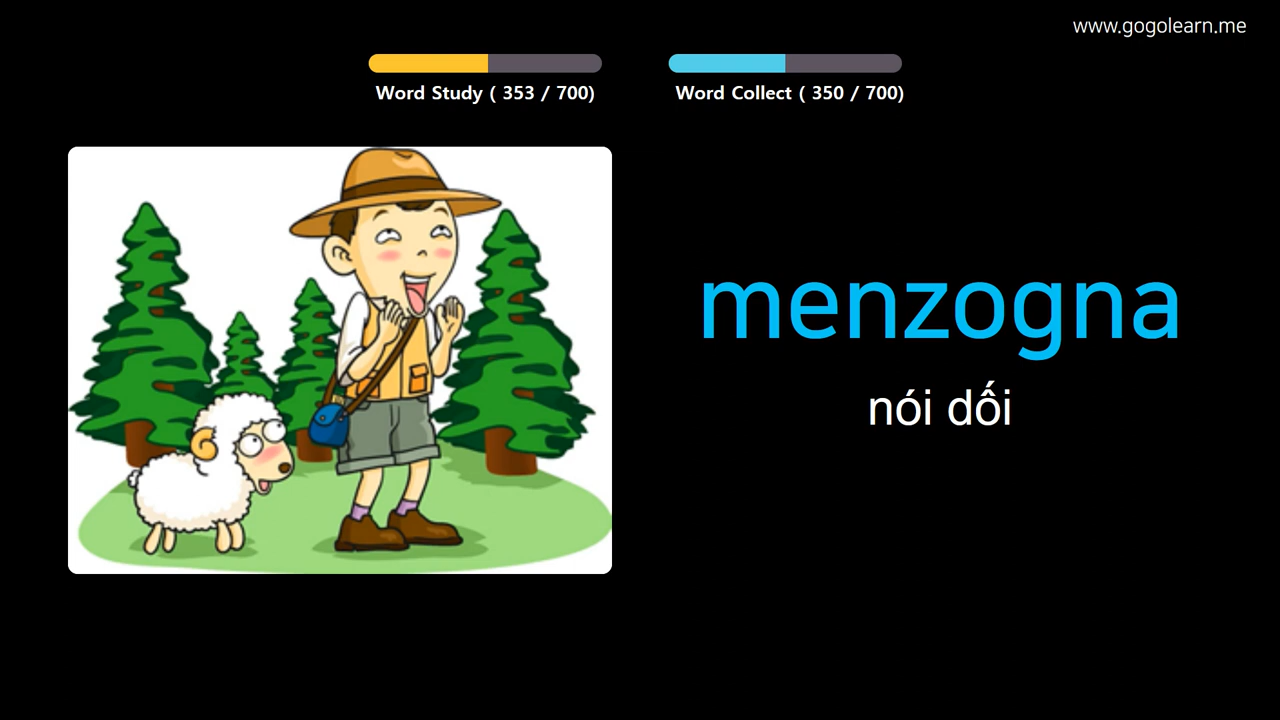 www.gogolearn.me
Word Study ( 353 / 700)
Word Collect ( 350 / 700)
menzogna
nói dối